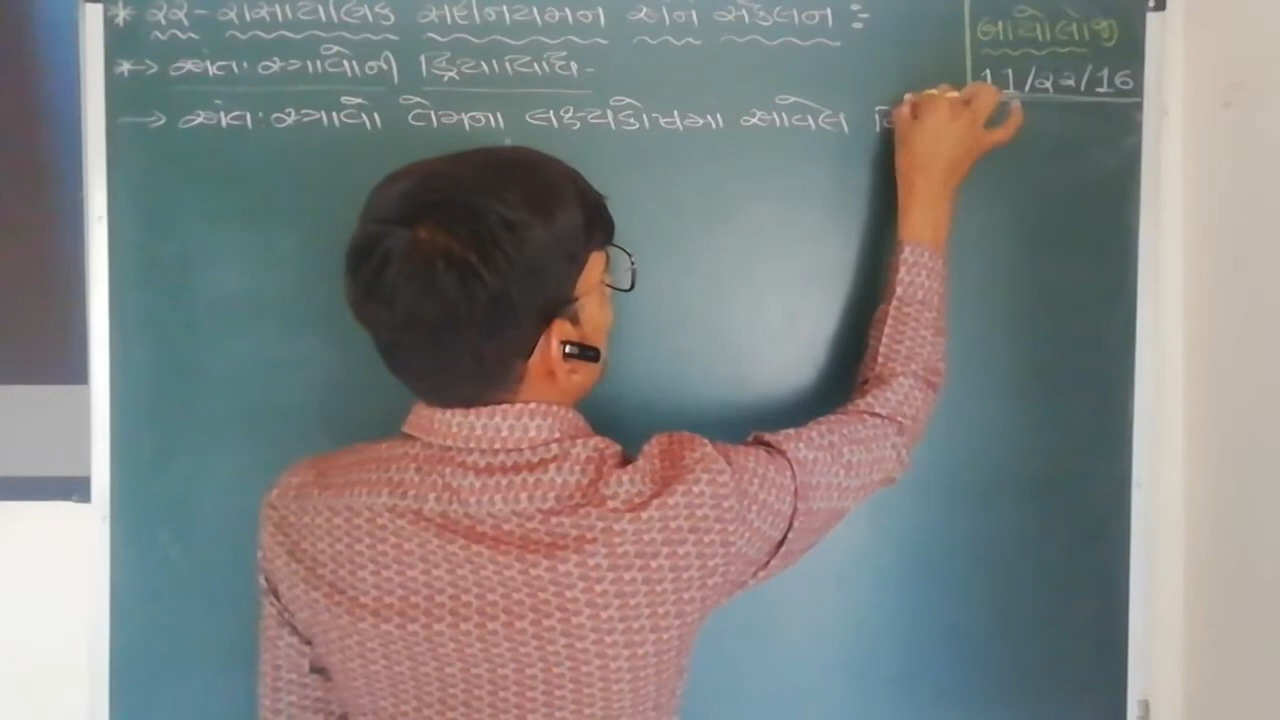 * ૨૨-રાસાયણિક સહનિયમન અને સંકલન :-
બાયોલોજી
11/22/16
*→ અંતઃસ્ત્રાવોની ક્રિયાવિધિ-
→ અંતઃસ્ત્રાવો તેમના લક્ષ્યકોષમાં આવેલ